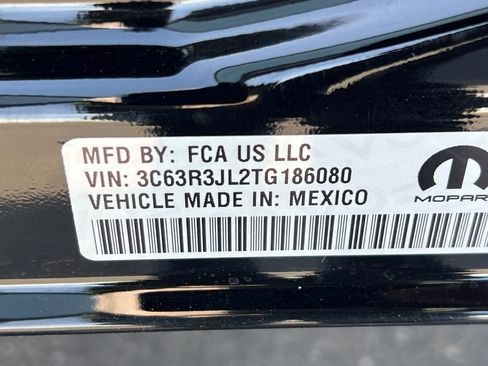 MFD BY: FCA US LLC
VIN: 3C63R3JL2TG186080
VEHICLE MADE IN: MEXICO
MOPAR